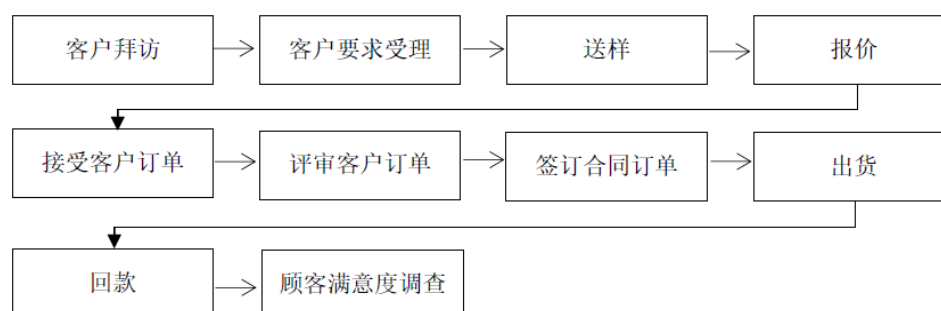 客户拜访
客户要求受理
送样
报价
接受客户订单
评审客户订单
签订合同订单
出货
回款
顾客满意度调查